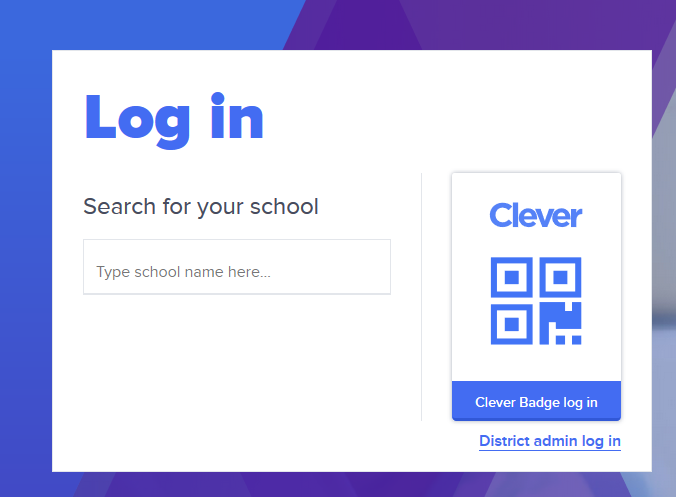 Log in
Search for your school
Type school name here...
Clever
Clever Badge log in
District admin log in